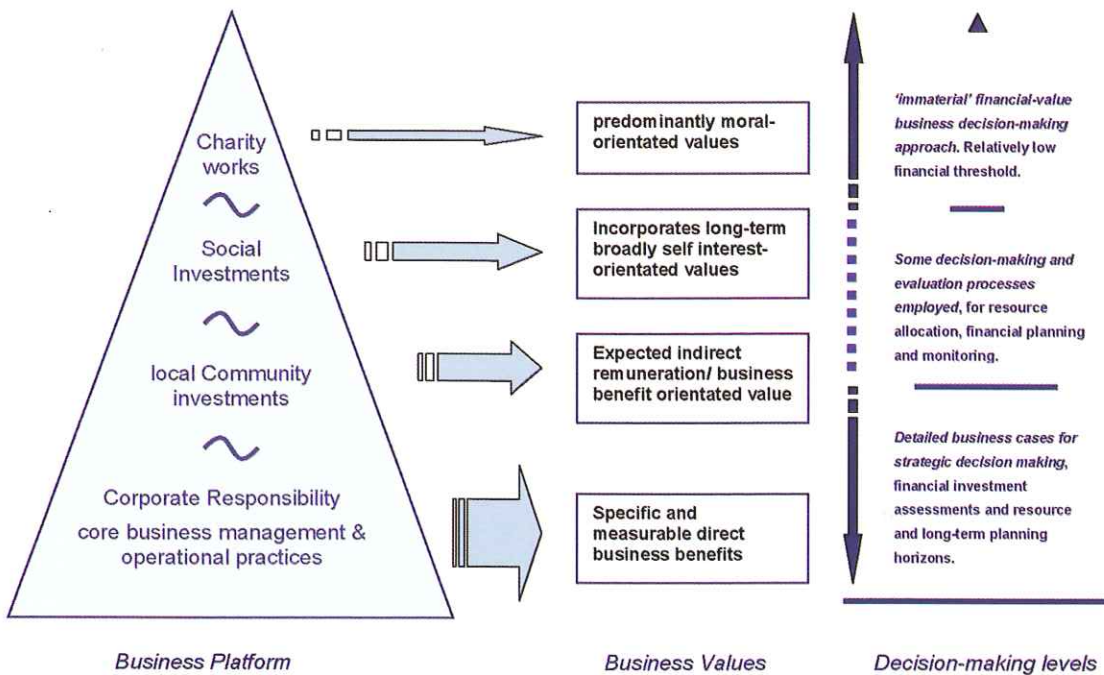 Charity
works
Social
Investments
local Community
investments
Corporate Responsibility
core business management &
operational practices
Business Platform
predominantly moral-
orientated values
Incorporates long-term
broadly self interest-
orientated values
Expected indirect
remuneration/ business
benefit orientated value
Specific and
measurable direct
business benefits
Business Values
'immaterial' financial-value
business decision-making
approach. Relatively low
financial threshold.
Some decision-making and
evaluation processes
employed, for resource
allocation, financial planning
and monitoring.
Detailed business cases for
strategic decision making,
financial investment
assessments and resource
and long-term planning
horizons.
Decision-making levels